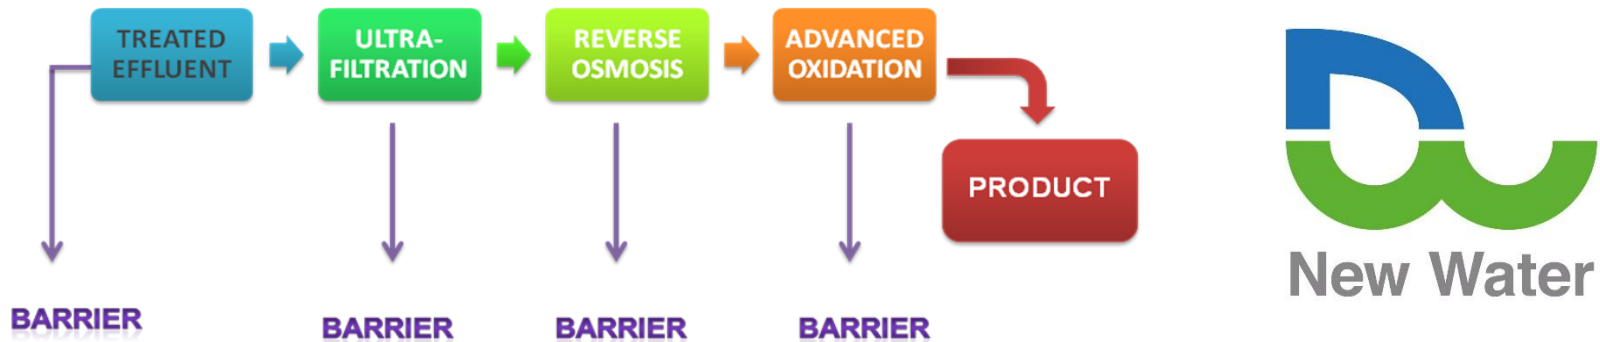 TREATED
EFFLUENT
ULTRA-
FILTRATION
REVERSE
OSMOSIS
ADVANCED
OXIDATION
PRODUCT
BARRIER
BARRIER
BARRIER
BARRIER
New Water